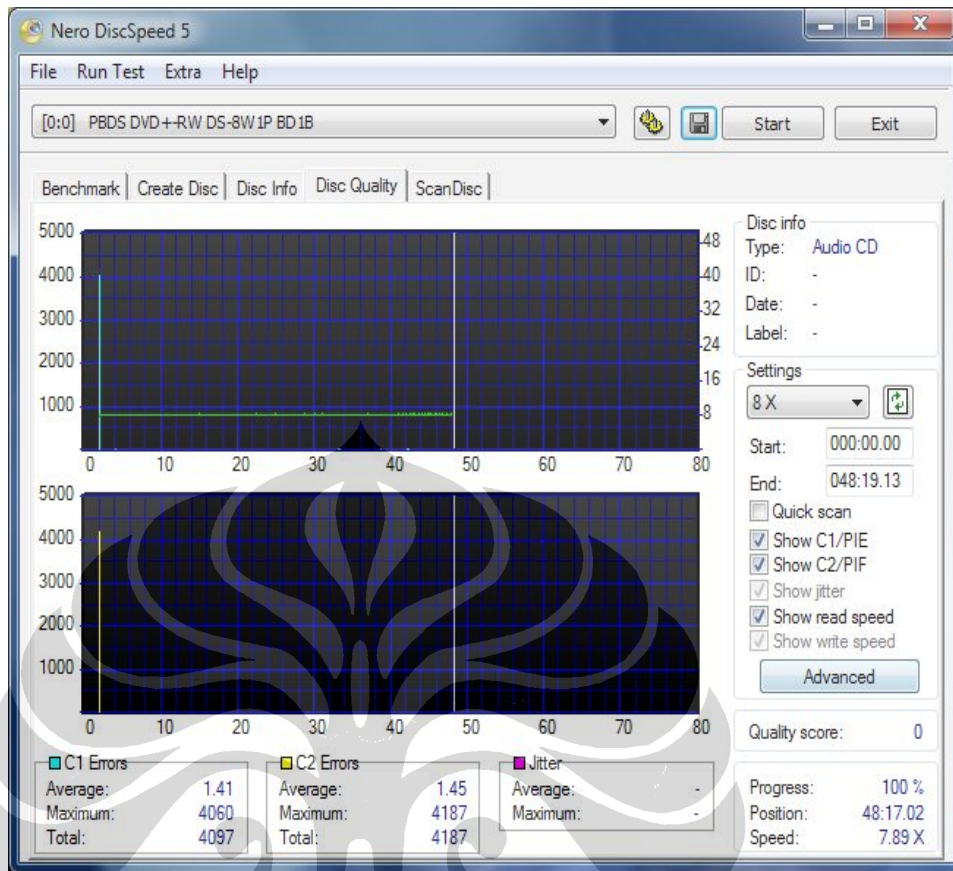 Nero DiscSpeed 5
File Run Test Extra Help
[0:0] PBDS DVD+-RW DS-8W1P BD1B Start Exit
Benchmark Create Disc Disc Info Disc Quality ScanDisc
5000
4000
3000
2000
1000
48
40
32
24
16
8
0 10 20 30 40 50 60 70 80
5000
4000
3000
2000
1000
0 10 20 30 40 50 60 70 80
C1 Errors
Average: 1.41
Maximum: 4060
Total: 4097
C2 Errors
Average: 1.45
Maximum: 4187
Total: 4187
Jitter
Average: -
Maximum: -
Disc info
Type: Audio CD
ID: -
Date: -
Label: -
Settings
8 X
Start: 000:00.00
End: 048:19.13
Quick scan
Show C1/PIE
Show C2/PIF
Show jitter
Show read speed
Show write speed
Advanced
Quality score: 0
Progress: 100 %
Position: 48:17.02
Speed: 7.89 X